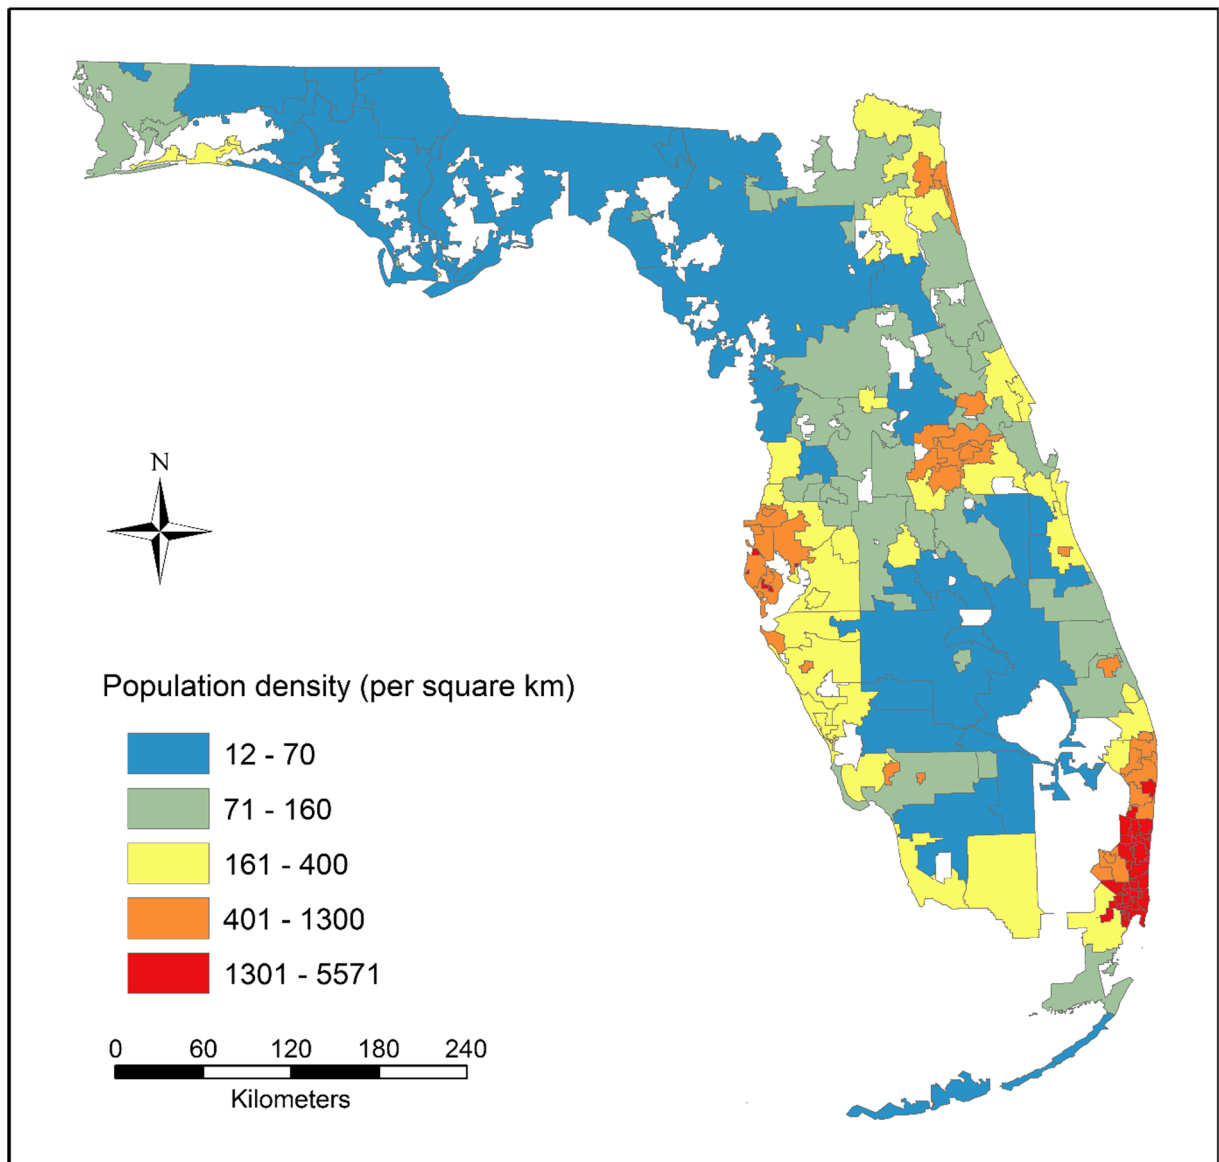 N
Population density (per square km)
12 - 70
71 - 160
161 - 400
401 - 1300
1301 - 5571
0 60 120 180 240
Kilometers